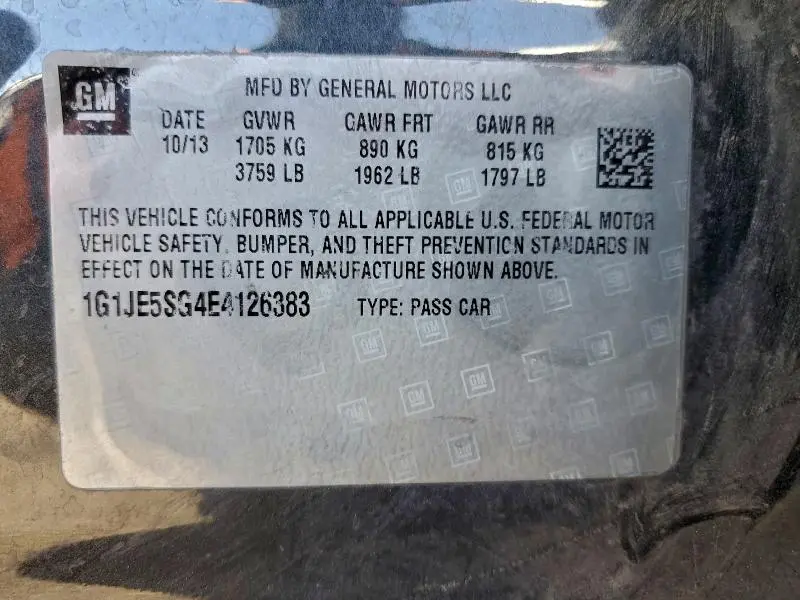 GM
MFD BY GENERAL MOTORS LLC
DATE GVWR GAWR FRT GAWR RR
10/13 1705 KG 890 KG 815 KG
3759 LB 1962 LB 1797 LB
THIS VEHICLE CONFORMS TO ALL APPLICABLE U.S. FEDERAL MOTOR
VEHICLE SAFETY, BUMPER, AND THEFT PREVENTION STANDARDS IN
EFFECT ON THE DATE OF MANUFACTURE SHOWN ABOVE.
1G1JE5SG4E4126383 TYPE: PASS CAR